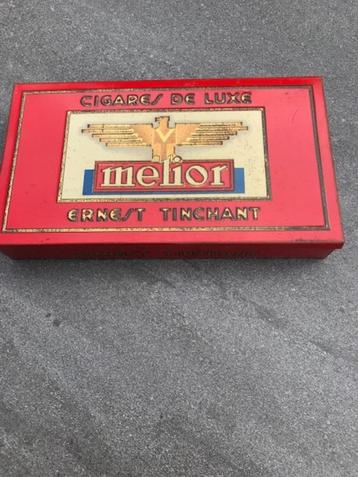 CIGARES DE LUXE
melior
ERNEST TINCHANT